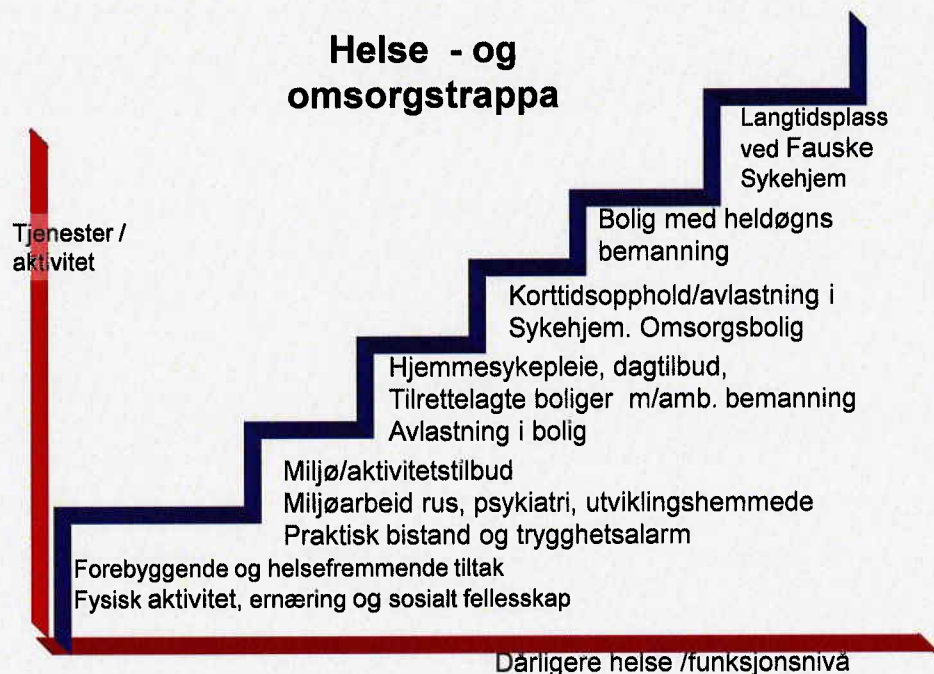 Helse - og
omsorgstrappa
Langtidsplass
ved Fauske
Sykehjem
Tjenester /
aktivitet
Bolig med heldøgns
bemanning
Korttidsopphold/avlastning i
Sykehjem. Omsorgsbolig
Hjemmesykepleie, dagtilbud,
Tilrettelagte boliger m/amb. bemanning
Avlastning i bolig
Miljø/aktivitetstilbud
Miljøarbeid rus, psykiatri, utviklingshemmede
Praktisk bistand og trygghetsalarm
Forebyggende og helsefremmende tiltak
Fysisk aktivitet, ernæring og sosialt fellesskap
Dårligere helse /funksjonsnivå